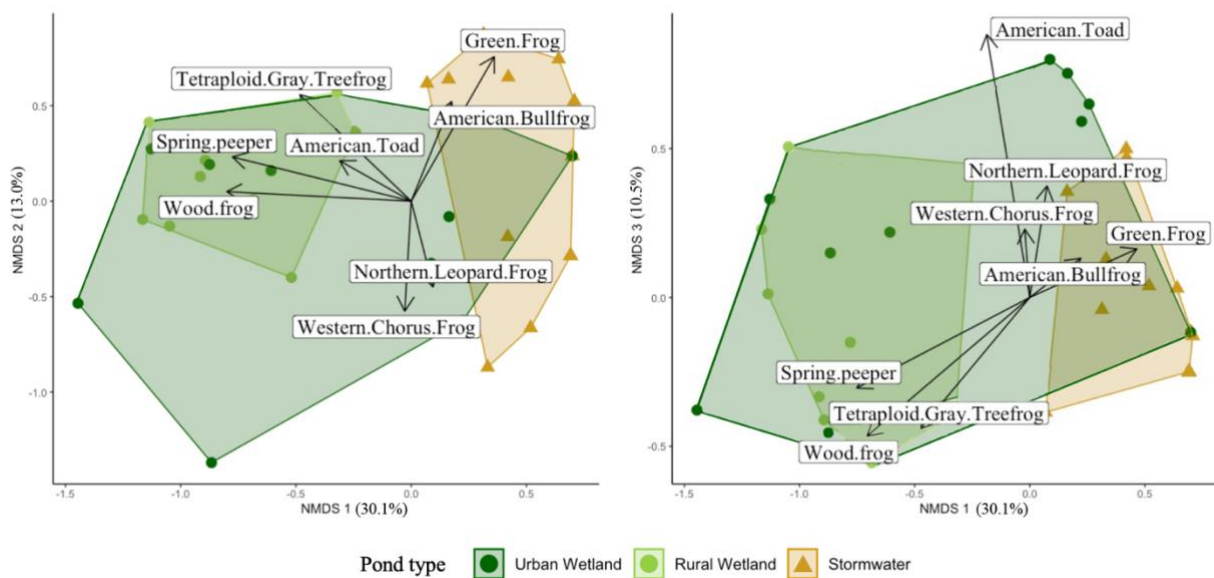 Green.Frog
Tetraploid.Gray.Treefrog
American.Bullfrog
Spring.peeper
American.Toad
Wood.frog
Northern.Leopard.Frog
Western.Chorus.Frog
0.5
0.0
-0.5
-1.0
NMDS 2 (13.0%)
-1.5
-1.0
-0.5
0.0
0.5
NMDS 1 (30.1%)
American.Toad
Northern.Leopard.Frog
Western.Chorus.Frog
Green.Frog
American.Bullfrog
Spring.peeper
Tetraploid.Gray.Treefrog
Wood.frog
0.5
0.0
-0.5
NMDS 3 (10.5%)
-1.5
-1.0
-0.5
0.0
0.5
NMDS 1 (30.1%)
Pond type Urban Wetland Rural Wetland Stormwater